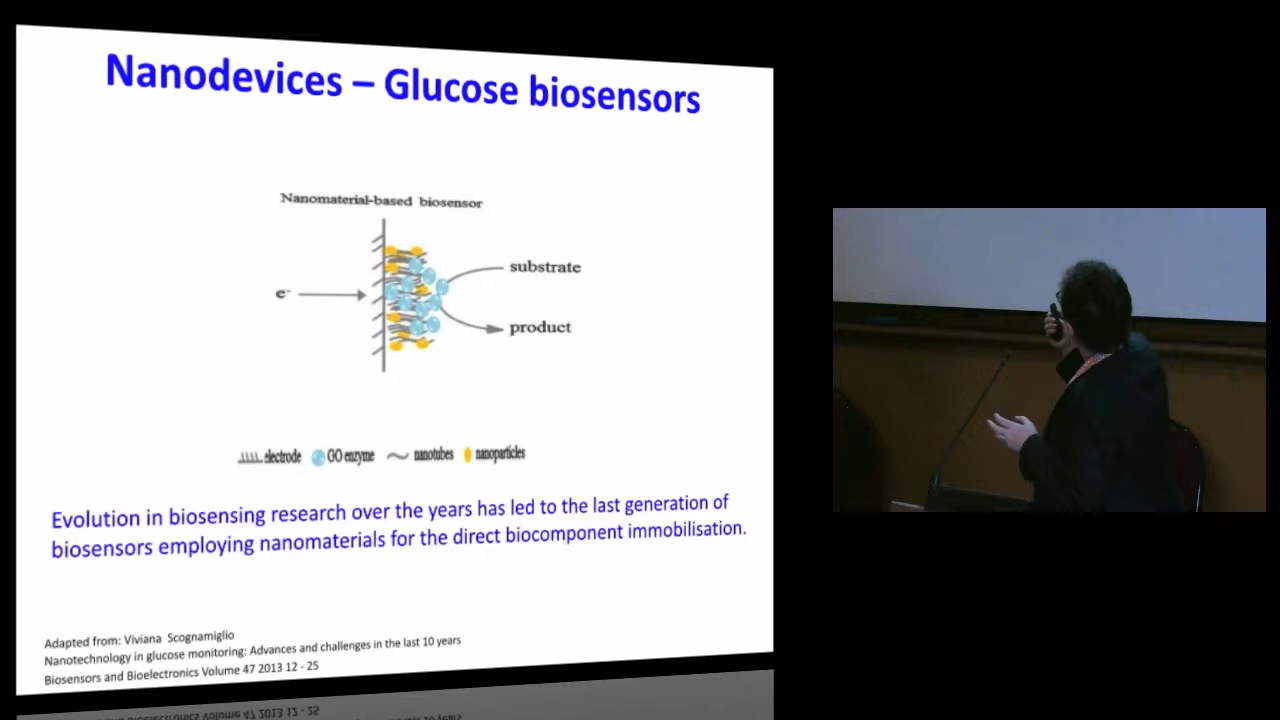 Nanodevices – Glucose biosensors
Nanomaterial-based biosensor
substrate
e-
product
electrode GO enzyme nanotubes nanoparticles
Evolution in biosensing research over the years has led to the last generation of
biosensors employing nanomaterials for the direct biocomponent immobilisation.
Adapted from: Viviana Scognamiglio
Nanotechnology in glucose monitoring: Advances and challenges in the last 10 years
Biosensors and Bioelectronics Volume 47 2013 12 - 25